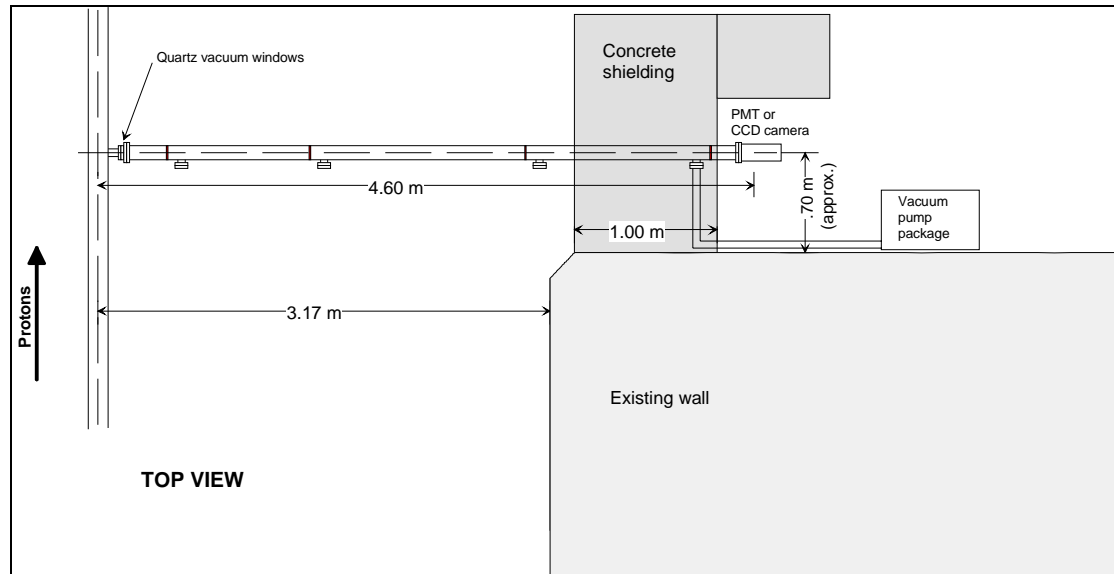 Quartz vacuum windows
Concrete
shielding
PMT or
CCD camera
4.60 m
.70 m
(approx.)
Vacuum
pump
package
1.00 m
3.17 m
Protons
Existing wall
TOP VIEW